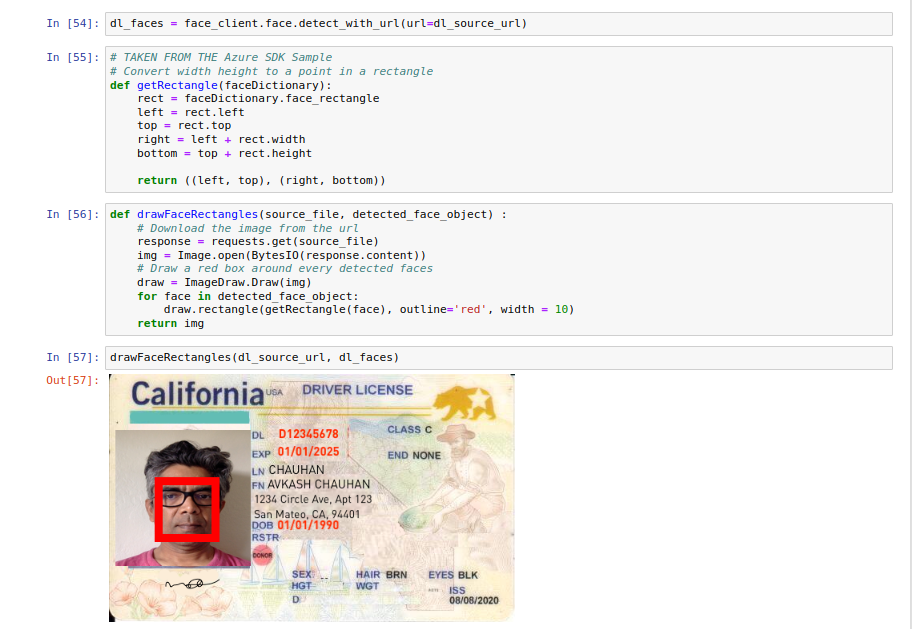 In [54]: dl_faces = face_client.face.detect_with_url(url=dl_source_url)
In [55]: # TAKEN FROM THE Azure SDK Sample
# Convert width height to a point in a rectangle
def getRectangle(faceDictionary):
    rect = faceDictionary.face_rectangle
    left = rect.left
    top = rect.top
    right = left + rect.width
    bottom = top + rect.height

    return ((left, top), (right, bottom))
In [56]: def drawFaceRectangles(source_file, detected_face_object) :
    # Download the image from the url
    response = requests.get(source_file)
    img = Image.open(BytesIO(response.content))
    # Draw a red box around every detected faces
    draw = ImageDraw.Draw(img)
    for face in detected_face_object:
        draw.rectangle(getRectangle(face), outline='red', width = 10)
    return img
In [57]: drawFaceRectangles(dl_source_url, dl_faces)
Out[57]:
California USA DRIVER LICENSE
DL D12345678 CLASS C
EXP 01/01/2025 END NONE
LN CHAUHAN
FN AVKASH CHAUHAN
1234 Circle Ave, Apt 123
San Mateo, CA, 94401
DOB 01/01/1990
RSTR
DONOR
SEX -- HAIR BRN EYES BLK
HGT WGT
D ISS
08/08/2020